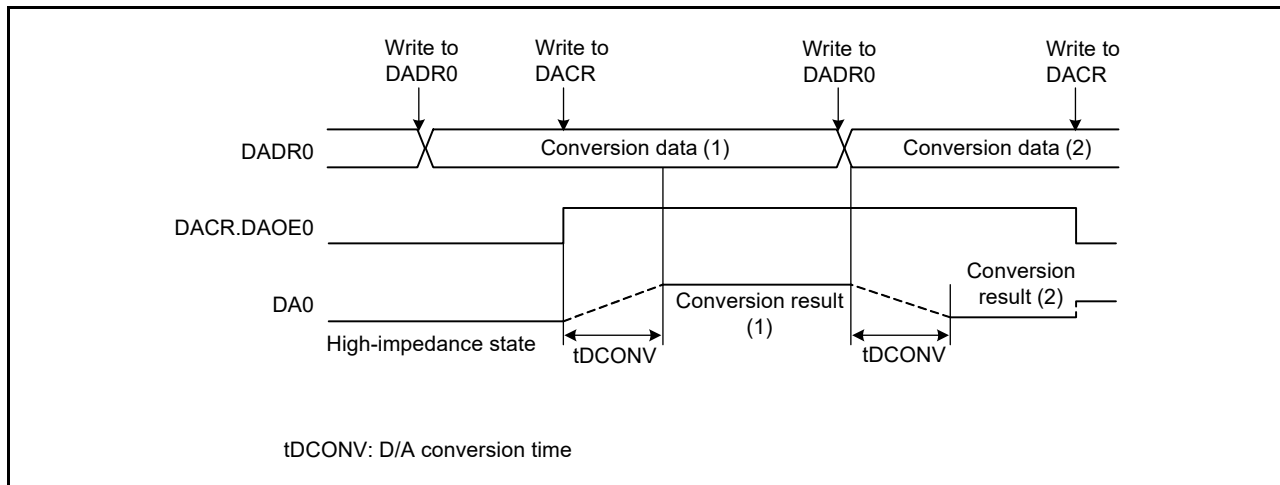 Write to
DADR0
Write to
DACR
Write to
DADR0
Write to
DACR
DADR0
Conversion data (1)
Conversion data (2)
DACR.DAOE0
DA0
Conversion result
(1)
Conversion
result (2)
High-impedance state
tDCONV
tDCONV
tDCONV: D/A conversion time